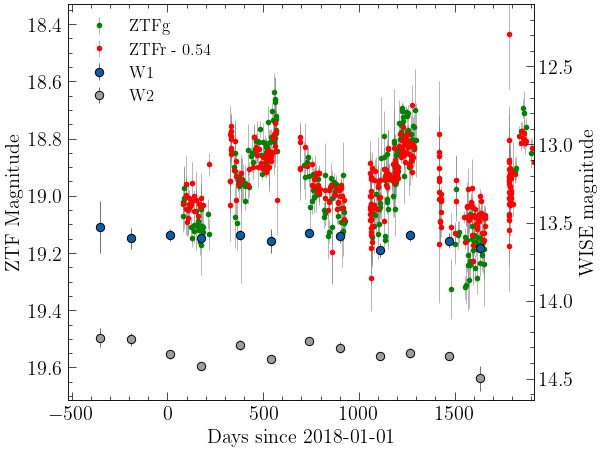 ZTFg
ZTFr - 0.54
W1
W2
18.4
18.6
18.8
19.0
19.2
19.4
19.6
ZTF Magnitude
12.5
13.0
13.5
14.0
14.5
WISE magnitude
−500
0
500
1000
1500
Days since 2018-01-01